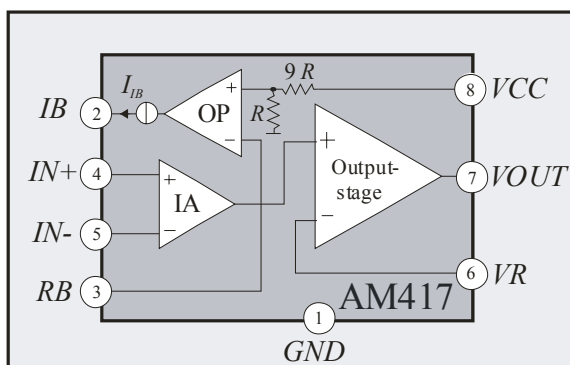 I_IB
9 R
+
IB
2
OP
R
8
VCC
−
IN+
4
+
+
Output-
stage
7
VOUT
IA
IN-
5
−
−
6
VR
RB
3
AM417
1
GND